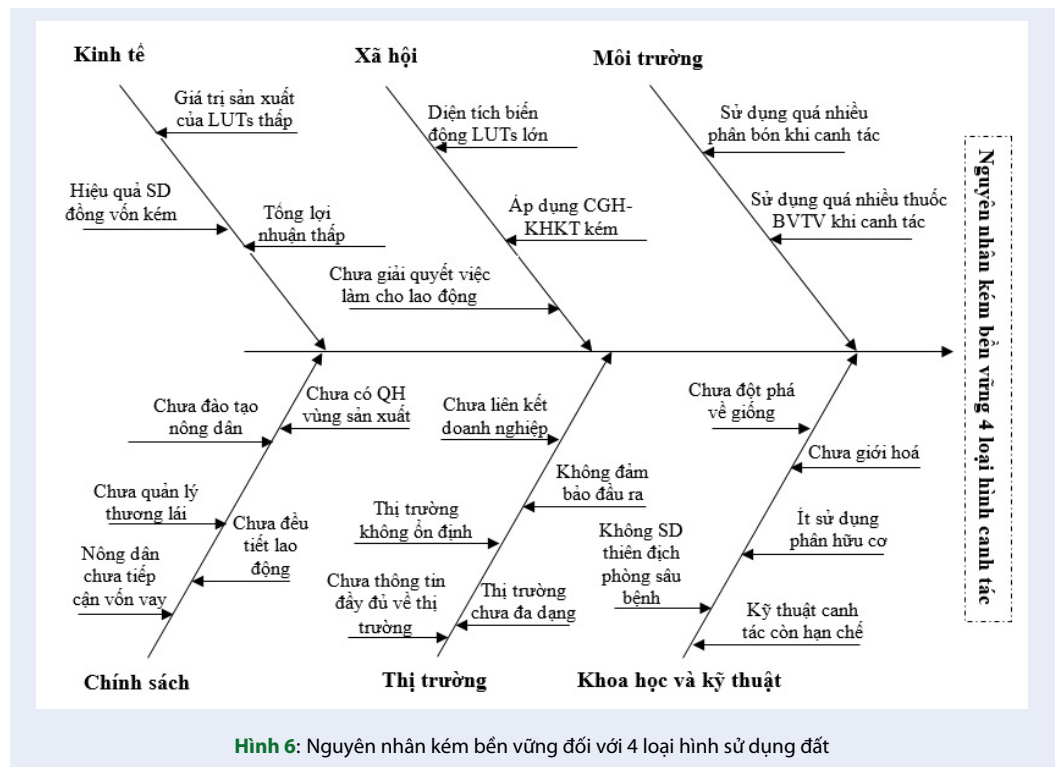 Kinh tế
Xã hội
Môi trường
Giá trị sản xuất
của LUTs thấp
Hiệu quả SD
đồng vốn kém
Tổng lợi
nhuận thấp
Diện tích biến
động LUTs lớn
Áp dụng CGH-
KHKT kém
Chưa giải quyết việc
làm cho lao động
Sử dụng quá nhiều
phân bón khi canh tác
Sử dụng quá nhiều thuốc
BVTV khi canh tác
Nguyên nhân kém bền vững 4 loại hình canh tác
Chưa đào tạo
nông dân
Chưa có QH
vùng sản xuất
Chưa quản lý
thương lái
Chưa đều
tiết lao
động
Nông dân
chưa tiếp
cận vốn vay
Chưa liên kết
doanh nghiệp
Không đảm
bảo đầu ra
Thị trường
không ổn định
Chưa thông tin
đầy đủ về thị
trường
Thị trường
chưa đa dạng
Chưa đột phá
về giống
Chưa giới hoá
Ít sử dụng
phân hữu cơ
Không SD
thiên địch
phòng sâu
bệnh
Kỹ thuật canh
tác còn hạn chế
Chính sách
Thị trường
Khoa học và kỹ thuật
Hình 6: Nguyên nhân kém bền vững đối với 4 loại hình sử dụng đất